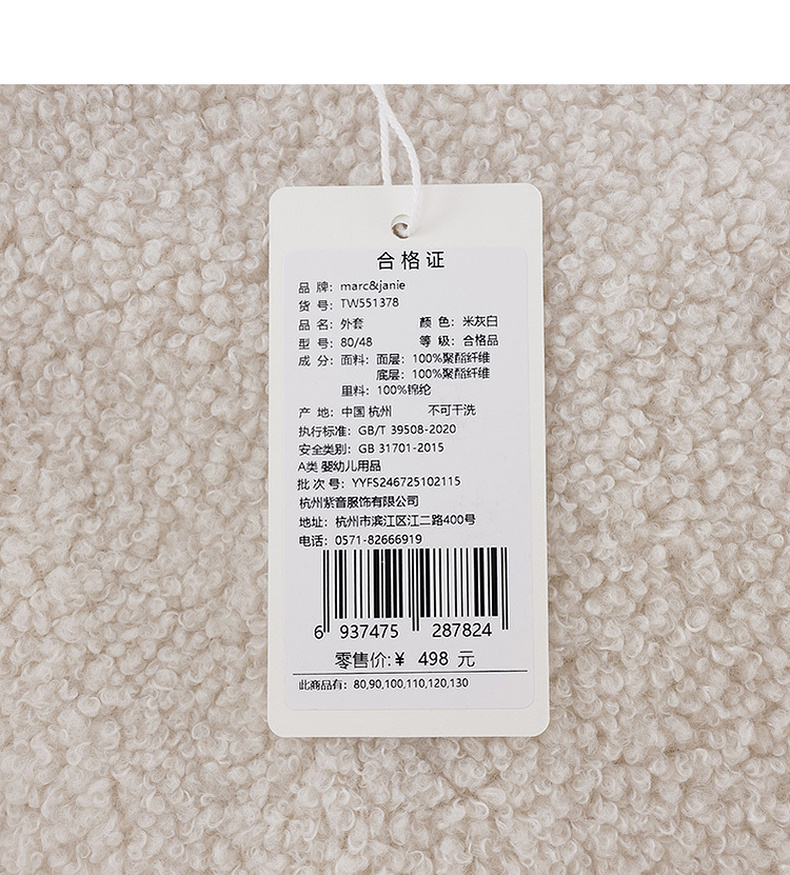 合格证
品 牌：marc&janie
货 号：TW551378
品 名：外套 颜 色：米灰白
型 号：80/48 等 级：合格品
成 分：面料：面层：100%聚酯纤维
底层：100%聚酯纤维
里料：100%锦纶
产 地：中国 杭州 不可干洗
执行标准：GB/T 39508-2020
安全类别：GB 31701-2015
A类 婴幼儿用品
批 次 号：YYFS246725102115
杭州紫音服饰有限公司
地址：杭州市滨江区江二路400号
电话：0571-82666919
6 937475 287824
零售价:¥ 498 元
此商品有：80,90,100,110,120,130